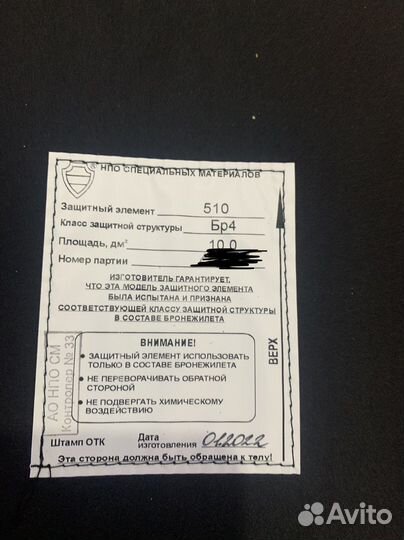 НПО СПЕЦИАЛЬНЫХ МАТЕРИАЛОВ
Защитный элемент 510
Класс защитной структуры Бр4
Площадь, дм² 10.0
Номер партии
ИЗГОТОВИТЕЛЬ ГАРАНТИРУЕТ,
ЧТО ЭТА МОДЕЛЬ ЗАЩИТНОГО ЭЛЕМЕНТА
БЫЛА ИСПЫТАНА И ПРИЗНАНА
СООТВЕТСТВУЮЩЕЙ КЛАССУ ЗАЩИТНОЙ СТРУКТУРЫ
В СОСТАВЕ БРОНЕЖИЛЕТА
ВНИМАНИЕ!
• ЗАЩИТНЫЙ ЭЛЕМЕНТ ИСПОЛЬЗОВАТЬ
ТОЛЬКО В СОСТАВЕ БРОНЕЖИЛЕТА
• НЕ ПЕРЕВОРАЧИВАТЬ ОБРАТНОЙ
СТОРОНОЙ
• НЕ ПОДВЕРГАТЬ ХИМИЧЕСКОМУ
ВОЗДЕЙСТВИЮ
ВЕРХ
АО НПО СМ
Контролер № 33
Штамп ОТК
Дата
изготовления 01.2022
Эта сторона должна быть обращена к телу!
Avito